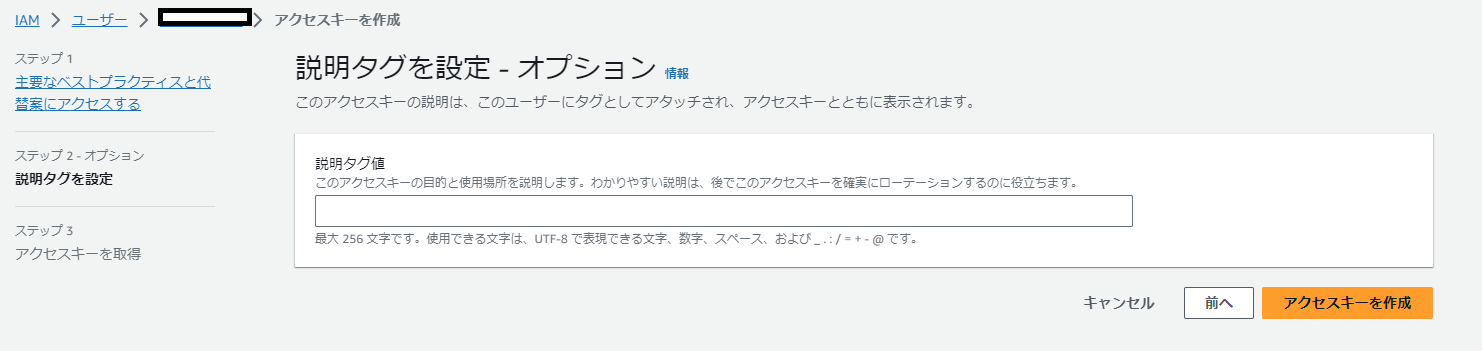 IAM > ユーザー > > アクセスキーを作成
ステップ 1
主要なベストプラクティスと代
替案にアクセスする
ステップ 2 - オプション
説明タグを設定
ステップ 3
アクセスキーを取得
説明タグを設定 - オプション 情報
このアクセスキーの説明は、このユーザーにタグとしてアタッチされ、アクセスキーとともに表示されます。
説明タグ値
このアクセスキーの目的と使用場所を説明します。わかりやすい説明は、後でこのアクセスキーを確実にローテーションするのに役立ちます。
最大 256 文字です。使用できる文字は、UTF-8 で表現できる文字、数字、スペース、および _ . : / = + - @ です。
キャンセル 前へ アクセスキーを作成